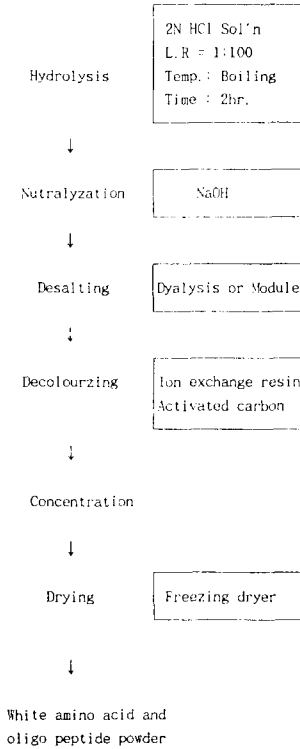 2N HCl Sol'n
L.R = 1:100
Hydrolysis
Temp.: Boiling
Time : 2hr.
Nutralyzation
NaOH
Desalting
Dyalysis or Module
Decolourzing
Ion exchange resin
Activated carbon
Concentration
Drying
Freezing dryer
White amino acid and
oligo peptide powder